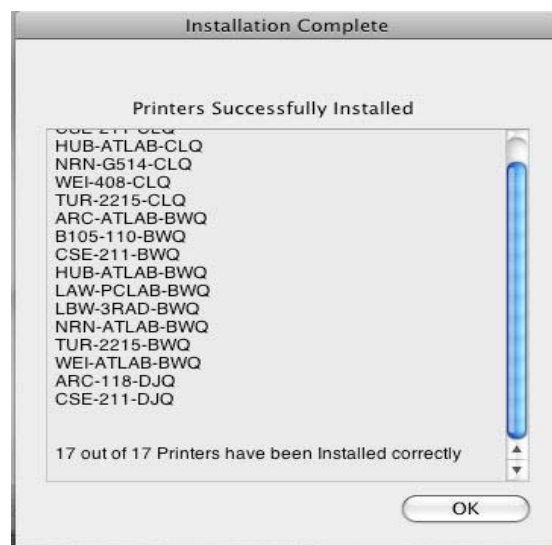 Installation Complete
Printers Successfully Installed
HUB-ATLAB-CLQ
NRN-G514-CLQ
WEI-408-CLQ
TUR-2215-CLQ
ARC-ATLAB-BWQ
B105-110-BWQ
CSE-211-BWQ
HUB-ATLAB-BWQ
LAW-PCLAB-BWQ
LBW-3RAD-BWQ
NRN-ATLAB-BWQ
TUR-2215-BWQ
WEI-ATLAB-BWQ
ARC-118-DJQ
CSE-211-DJQ
17 out of 17 Printers have been Installed correctly
OK